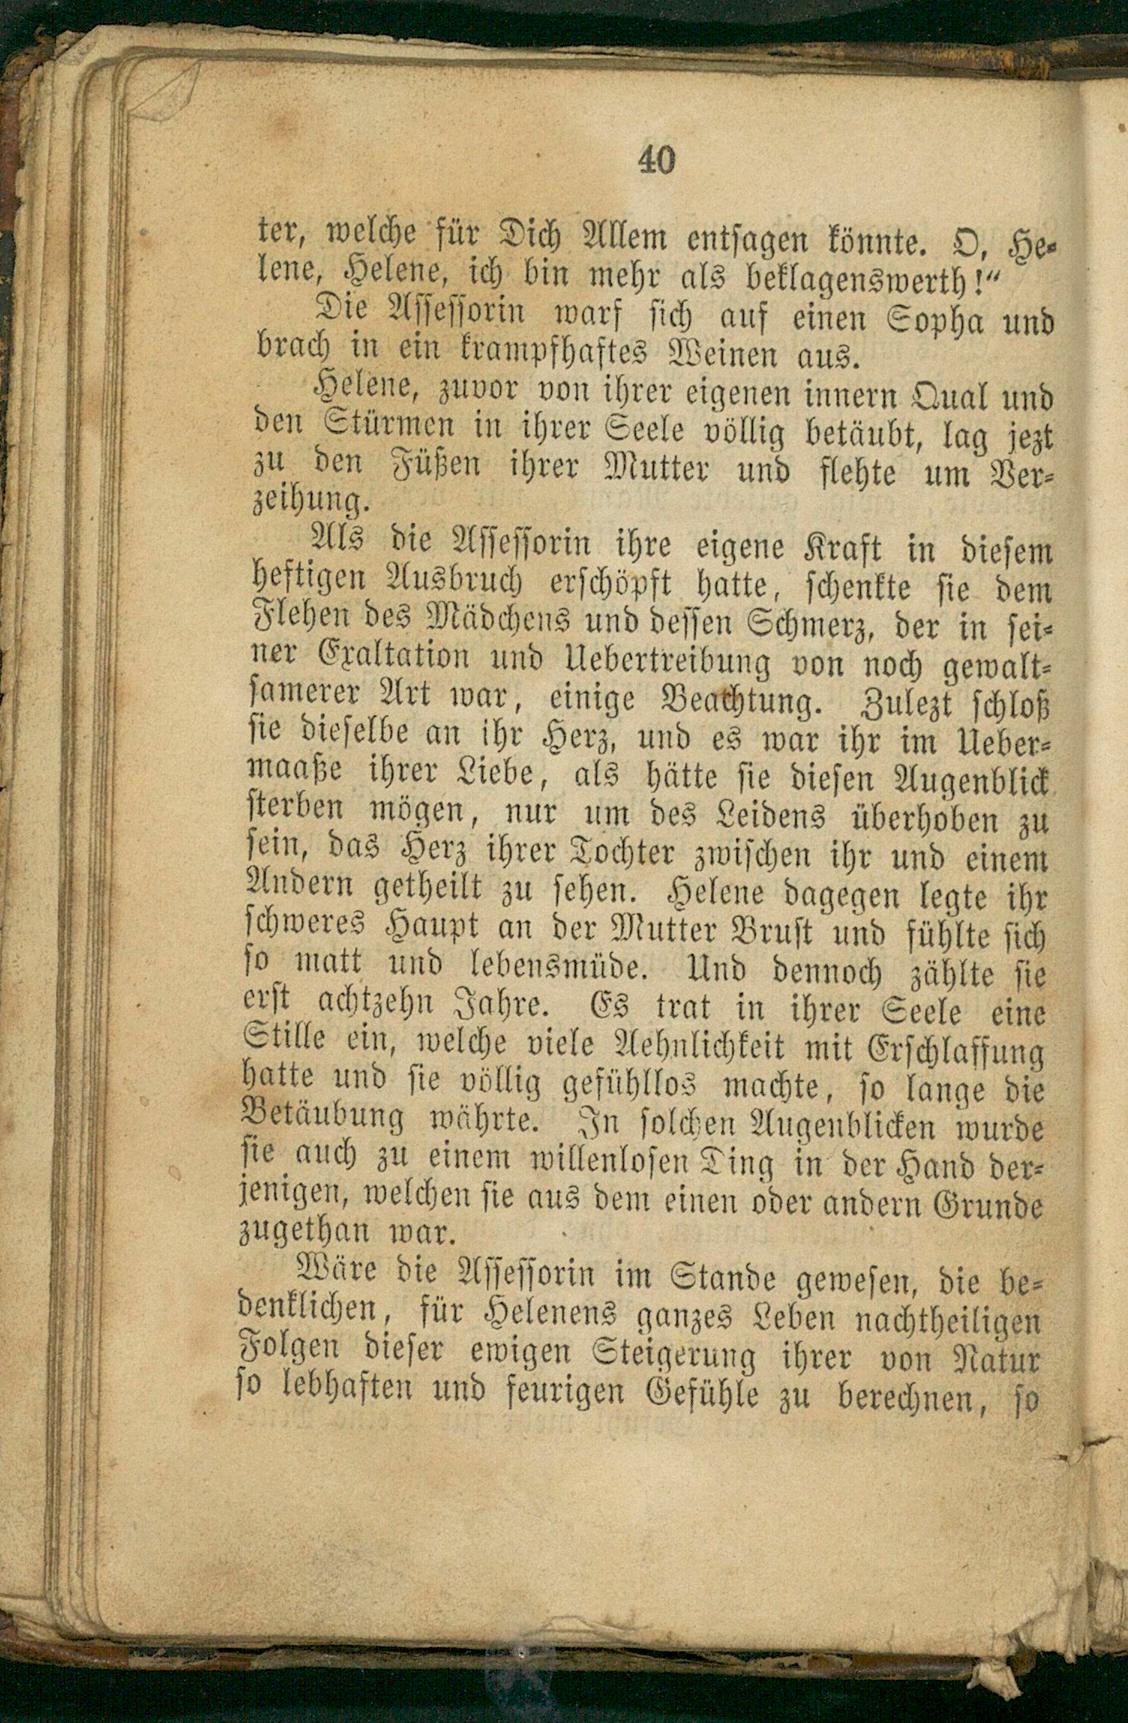 40
ter, welche für Dich Allem entsagen könnte. O, He-
lene, Helene, ich bin mehr als beklagenswerth!“
Die Assessorin warf sich auf einen Sopha und
brach in ein krampfhaftes Weinen aus.
Helene, zuvor von ihrer eigenen innern Qual und
den Stürmen in ihrer Seele völlig betäubt, lag jezt
zu den Füßen ihrer Mutter und flehte um Ver-
zeihung.
Als die Assessorin ihre eigene Kraft in diesem
heftigen Ausbruch erschöpft hatte, schenkte sie dem
Flehen des Mädchens und dessen Schmerz, der in sei-
ner Exaltation und Uebertreibung von noch gewalt-
samerer Art war, einige Beachtung. Zulezt schloß
sie dieselbe an ihr Herz, und es war ihr im Ueber-
maaße ihrer Liebe, als hätte sie diesen Augenblick
sterben mögen, nur um des Leidens überhoben zu
sein, das Herz ihrer Tochter zwischen ihr und einem
Andern getheilt zu sehen. Helene dagegen legte ihr
schweres Haupt an der Mutter Brust und fühlte sich
so matt und lebensmüde. Und dennoch zählte sie
erst achtzehn Jahre. Es trat in ihrer Seele eine
Stille ein, welche viele Aehnlichkeit mit Erschlaffung
hatte und sie völlig gefühllos machte, so lange die
Betäubung währte. In solchen Augenblicken wurde
sie auch zu einem willenlosen Ting in der Hand der-
jenigen, welchen sie aus dem einen oder andern Grunde
zugethan war.
Wäre die Assessorin im Stande gewesen, die be-
denklichen, für Helenens ganzes Leben nachtheiligen
Folgen dieser ewigen Steigerung ihrer von Natur
so lebhaften und feurigen Gefühle zu berechnen, so